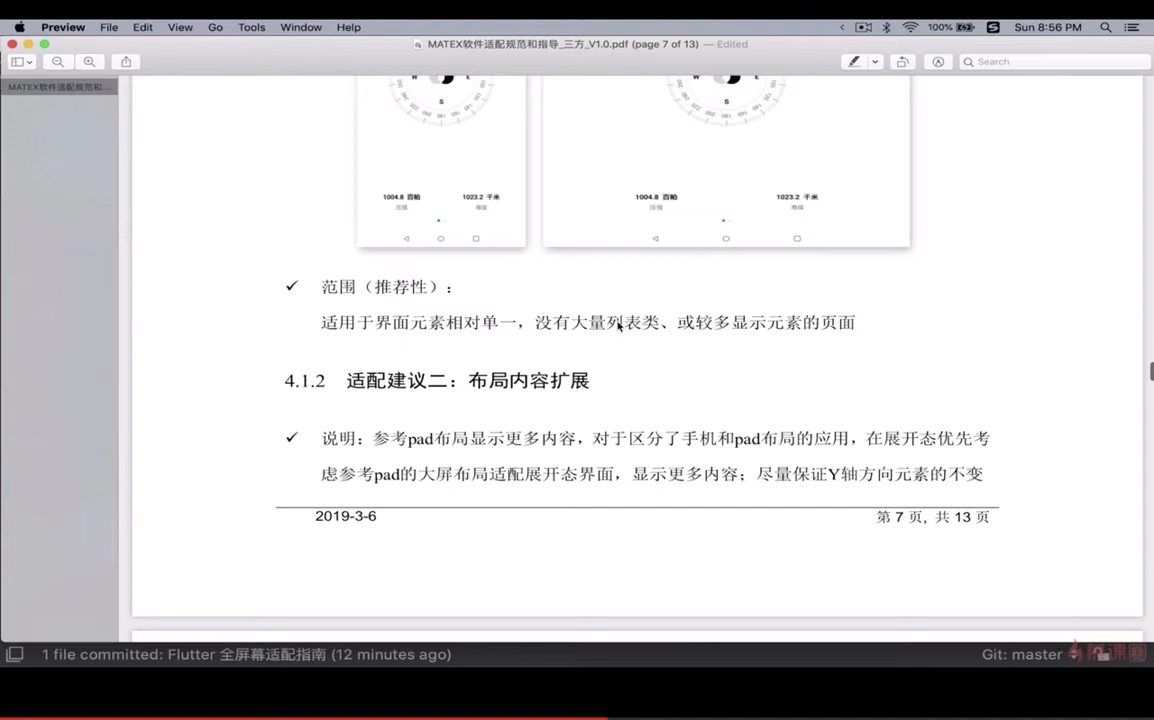 Preview File Edit View Go Tools Window Help 100% Sun 8:56 PM
MATEX软件适配规范和指导_三方_V1.0.pdf (page 7 of 13) — Edited
Search
MATEX软件适配规范和...
W E W E
S S
1004.8 百帕 1023.2 千米 1004.8 百帕 1023.2 千米
压强 海拔 压强 海拔
✓ 范围（推荐性）：
适用于界面元素相对单一，没有大量列表类、或较多显示元素的页面
4.1.2 适配建议二：布局内容扩展
✓ 说明：参考pad布局显示更多内容，对于区分了手机和pad布局的应用，在展开态优先考
虑参考pad的大屏布局适配展开态界面，显示更多内容；尽量保证Y轴方向元素的不变
2019-3-6 第 7 页, 共 13 页
1 file committed: Flutter 全屏幕适配指南 (12 minutes ago) Git: master
慕课网